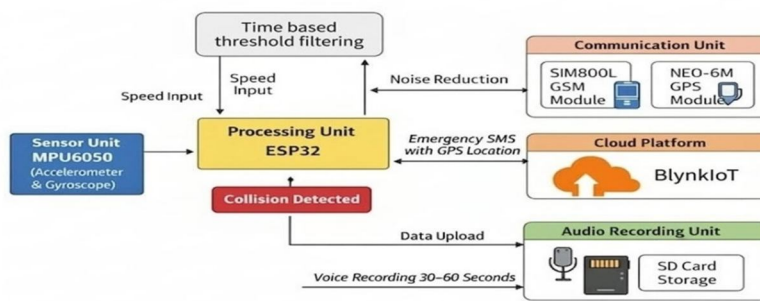 Time based
threshold filtering
Speed Input
Speed
Input
Noise Reduction
Communication Unit
SIM800L
GSM
Module
NEO-6M
GPS
Module
Sensor Unit
MPU6050
(Accelerometer
& Gyroscope)
Processing Unit
ESP32
Emergency SMS
with GPS Location
Cloud Platform
BlynkIoT
Collision Detected
Data Upload
Audio Recording Unit
SD Card
Storage
Voice Recording 30–60 Seconds